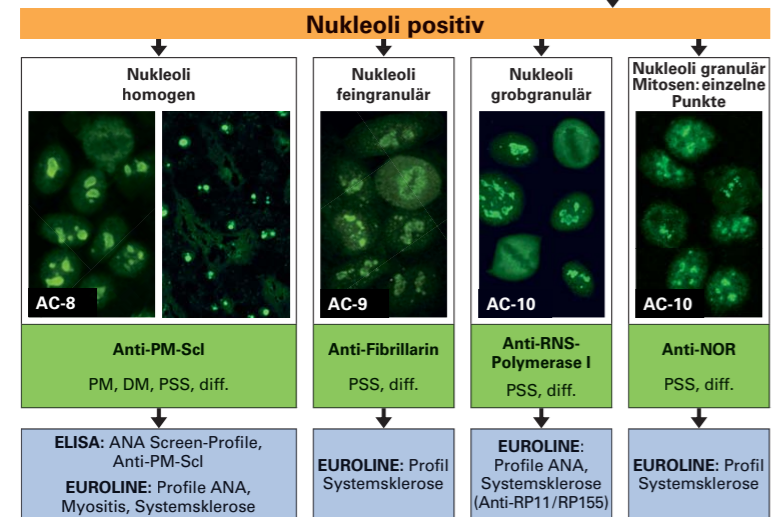 Nukleoli positiv
Nukleoli
homogen
AC-8
Anti-PM-Scl
PM, DM, PSS, diff.
ELISA: ANA Screen-Profile,
Anti-PM-Scl
EUROLINE: Profile ANA,
Myositis, Systemsklerose
Nukleoli
feingranulär
AC-9
Anti-Fibrillarin
PSS, diff.
EUROLINE: Profil
Systemsklerose
Nukleoli
grobgranulär
AC-10
Anti-RNS-
Polymerase I
PSS, diff.
EUROLINE:
Profile ANA,
Systemsklerose
(Anti-RP11/RP155)
Nukleoli granulär
Mitosen: einzelne
Punkte
AC-10
Anti-NOR
PSS, diff.
EUROLINE: Profil
Systemsklerose